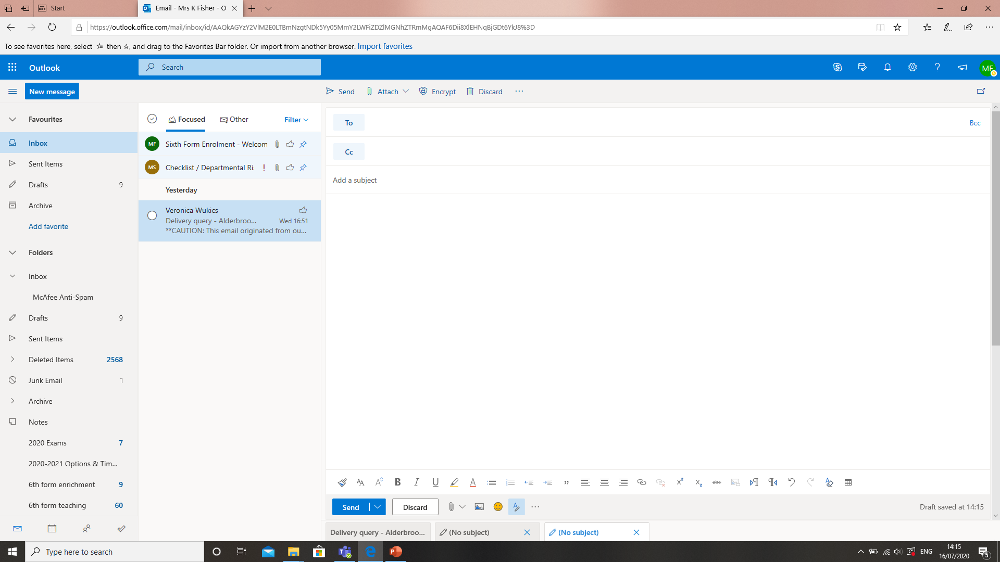 Start
Email - Mrs K Fisher - O
https://outlook.office.com/mail/inbox/id/AAQkAGYzY2VlM2E0LTBmNzgtNDk5Yy05MmY2LWFiZDZlMGNhZTRmMgAQAF6Dii8XlEHNqBjGDt6YkJ8%3D
To see favorites here, select then ☆, and drag to the Favorites Bar folder. Or import from another browser. Import favorites
Outlook
Search
MF
New message
Send
Attach
Encrypt
Discard
Favourites
Inbox
Sent Items
Drafts 9
Archive
Add favorite
Folders
Inbox
McAfee Anti-Spam
Drafts 9
Sent Items
Deleted Items 2568
Junk Email 1
Archive
Notes
2020 Exams 7
2020-2021 Options & Tim...
6th form enrichment 9
6th form teaching 60
Focused
Other
Filter
MF Sixth Form Enrolment - Welcom
MS Checklist / Departmental Ri !
Yesterday
Veronica Wukics
Delivery query - Alderbroo... Wed 16:51
**CAUTION: This email originated from ou...
To
Bcc
Cc
Add a subject
Send
Discard
Draft saved at 14:15
Delivery query - Alderbroo...
(No subject)
(No subject)
Type here to search
ENG
14:15
16/07/2020
5